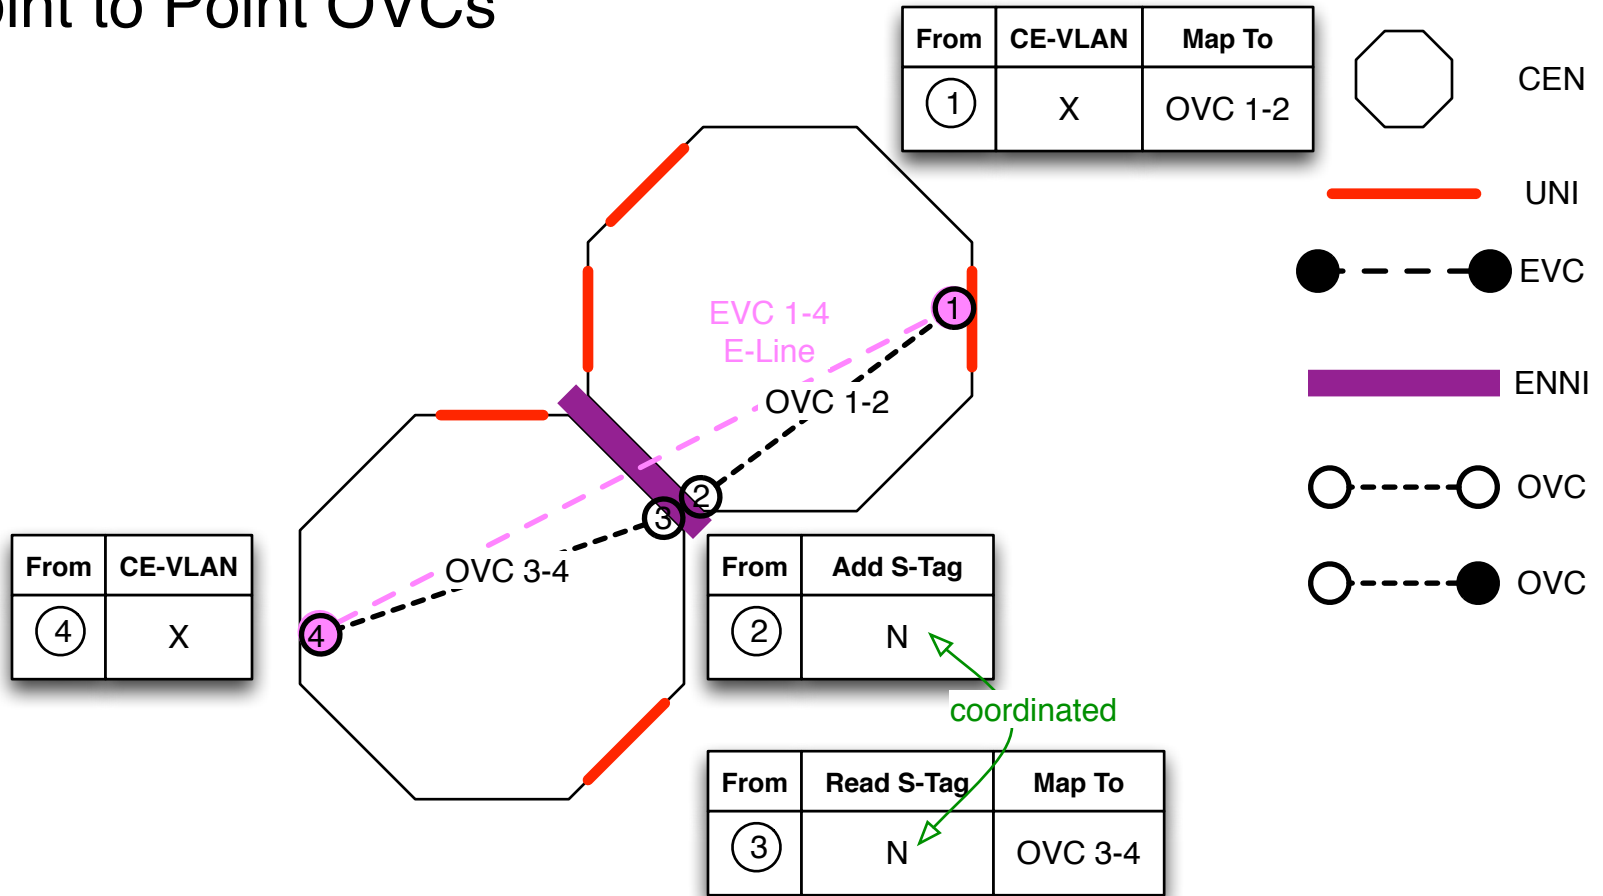 oint to Point OVCs
From CE-VLAN Map To
1 X OVC 1-2
CEN
UNI
EVC
ENNI
OVC
OVC
EVC 1-4
E-Line
1
OVC 1-2
2
3
OVC 3-4
4
From CE-VLAN
4 X
From Add S-Tag
2 N
coordinated
From Read S-Tag Map To
3 N OVC 3-4